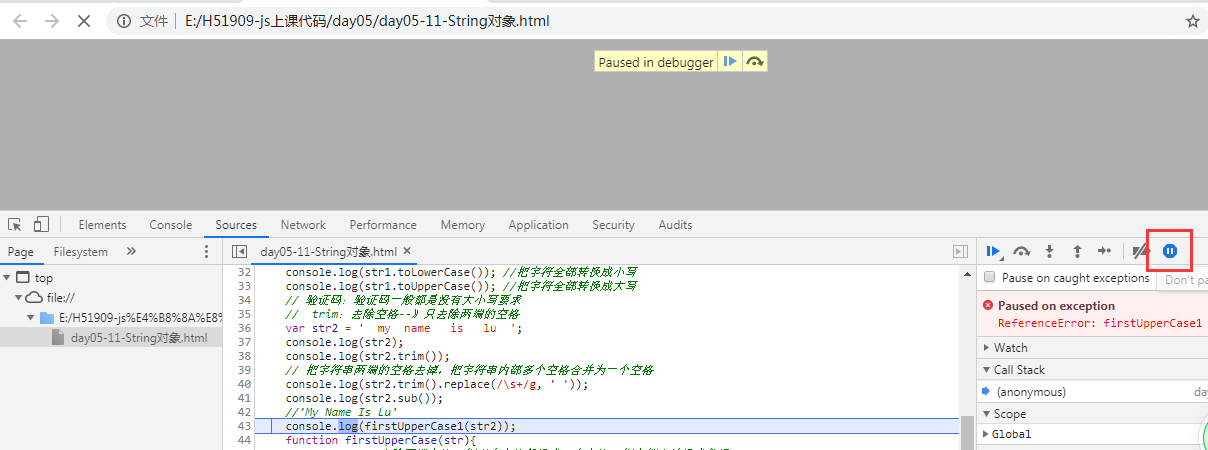 文件 E:/H51909-js上课代码/day05/day05-11-String对象.html
Paused in debugger
Elements Console Sources Network Performance Memory Application Security Audits
Page Filesystem »
day05-11-String对象.html ×
top
file://
E:/H51909-js%E4%B8%8A%E8%
day05-11-String对象.html
32 console.log(str1.toLowerCase()); //把字符全部转换成小写
33 console.log(str1.toUpperCase()); //把字符全部转换成大写
34 // 验证码：验证码一般都是没有大小写要求
35 // trim：去除空格--》只去除两端的空格
36 var str2 = '  my  name   is   lu  ';
37 console.log(str2);
38 console.log(str2.trim());
39 // 把字符串两端的空格去掉，把字符串内部多个空格合并为一个空格
40 console.log(str2.trim().replace(/\s+/g, ' '));
41 console.log(str2.sub());
42 //'My Name Is Lu'
43 console.log(firstUpperCase1(str2));
44 function firstUpperCase(str){
Pause on caught exceptions
Don't pa
Paused on exception
ReferenceError: firstUpperCase1
Watch
Call Stack
(anonymous) day
Scope
Global